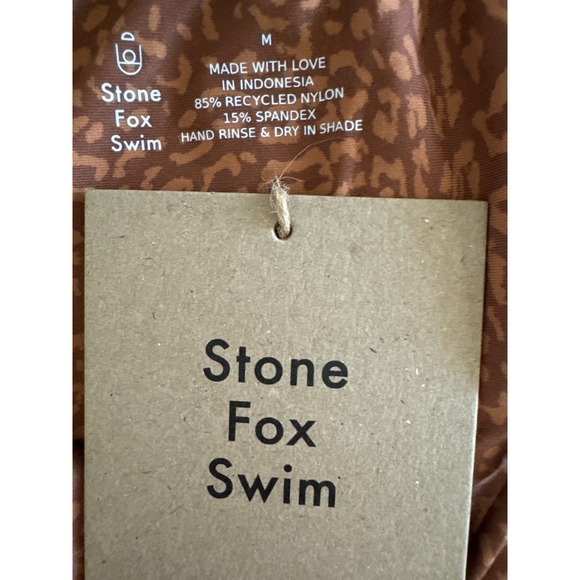 Stone
Fox
Swim
M
MADE WITH LOVE
IN INDONESIA
85% RECYCLED NYLON
15% SPANDEX
HAND RINSE & DRY IN SHADE
Stone
Fox
Swim